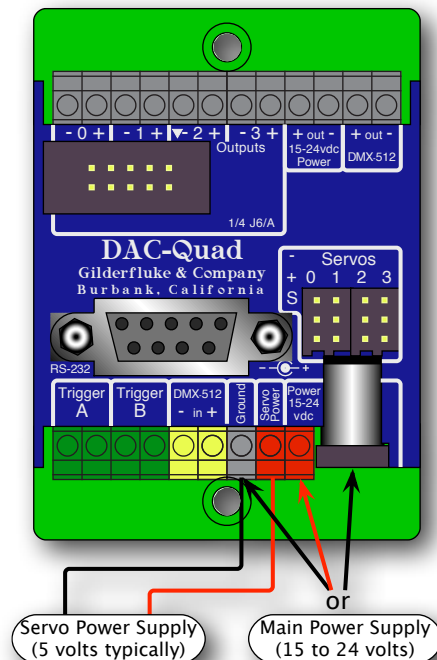 - 0 + - 1 + - 2 + - 3 + + out - + out -
Outputs
15-24vdc
Power
DMX-512
1/4 J6/A
DAC-Quad
Gilderfluke & Company
Burbank, California
- Servos
+ 0 1 2 3
S
RS-232
- +
Trigger
A
Trigger
B
DMX-512
- in +
Ground
Servo
Power
Power
15-24
vdc
or
Servo Power Supply
(5 volts typically)
Main Power Supply
(15 to 24 volts)